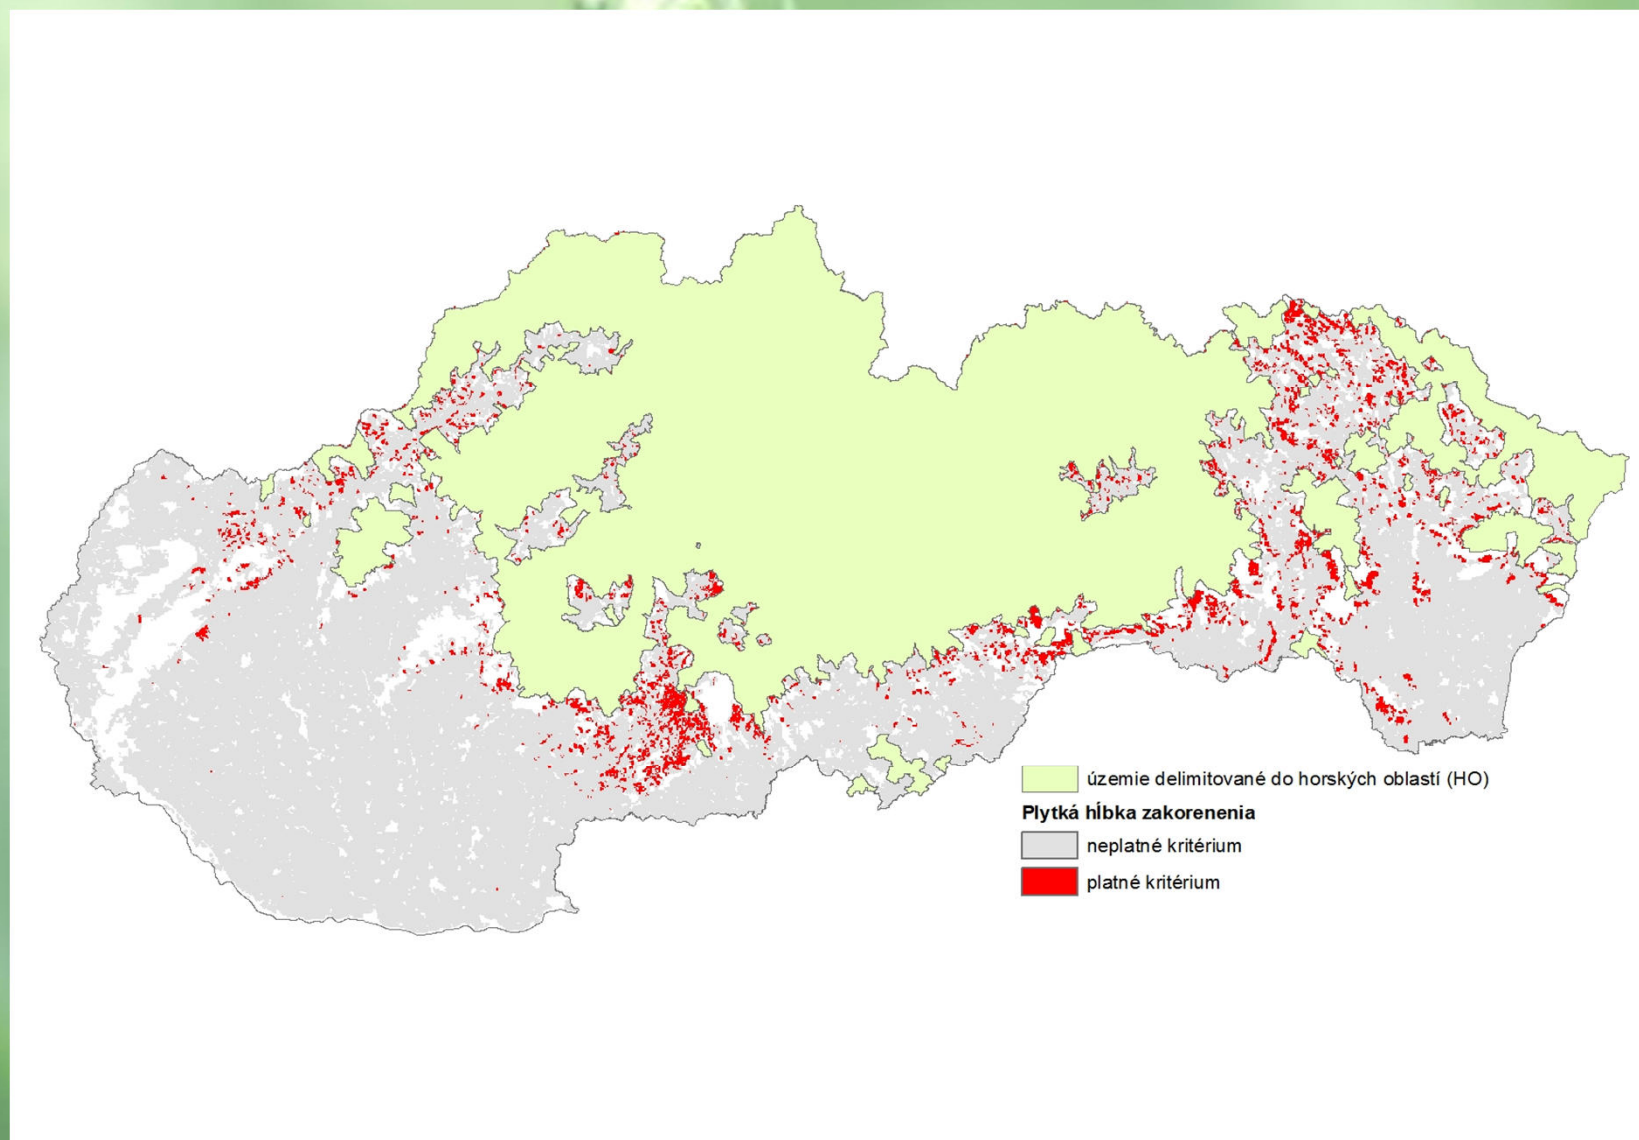 územie delimitované do horských oblastí (HO)
Plytká hĺbka zakorenenia
neplatné kritérium
platné kritérium